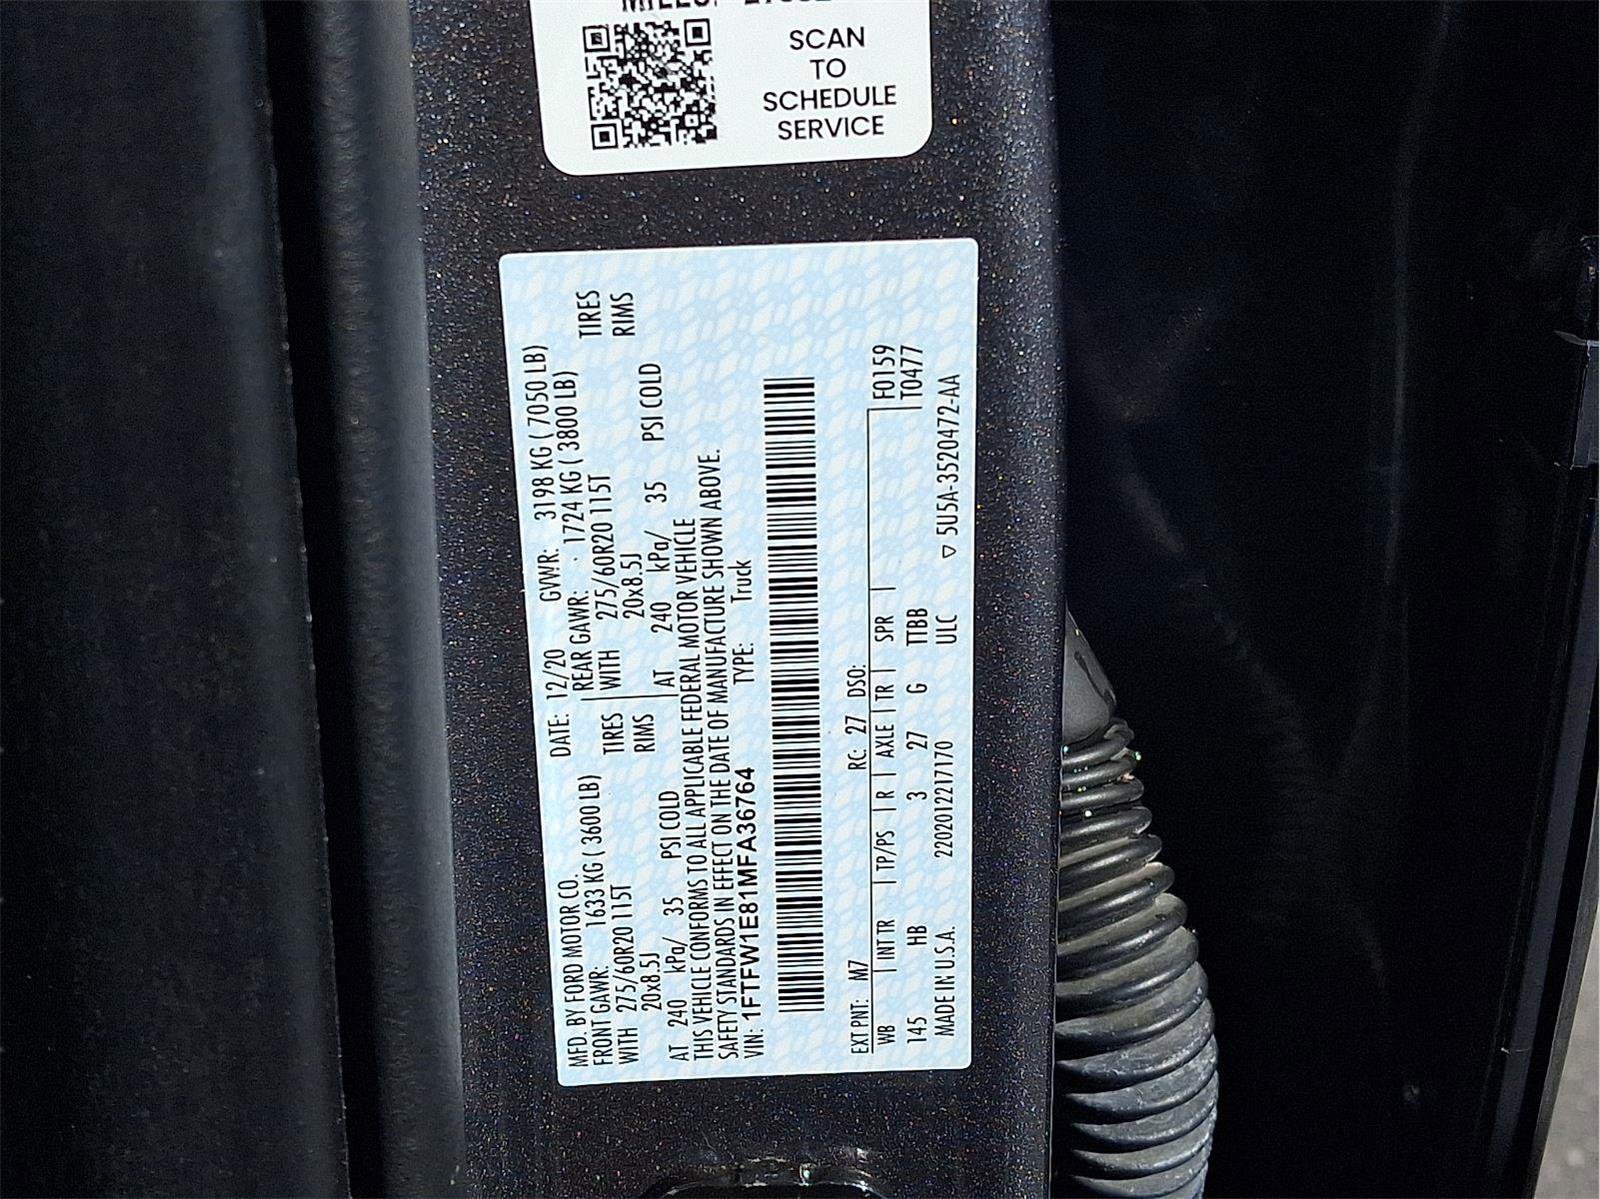 SCAN
TO
SCHEDULE
SERVICE
MFD. BY FORD MOTOR CO. DATE: 12/20 GVWR: 3198 KG ( 7050 LB)
FRONT GAWR: 1633 KG ( 3600 LB) REAR GAWR: 1724 KG ( 3800 LB)
WITH 275/60R20 115T TIRES WITH 275/60R20 115T TIRES
20x8.5J RIMS 20x8.5J RIMS
AT 240 kPa/ 35 PSI COLD AT 240 kPa/ 35 PSI COLD
THIS VEHICLE CONFORMS TO ALL APPLICABLE FEDERAL MOTOR VEHICLE
SAFETY STANDARDS IN EFFECT ON THE DATE OF MANUFACTURE SHOWN ABOVE.
VIN: 1FTFW1E81MFA36764 TYPE: Truck
EXT PNT: M7 RC: 27 DSO: F0159
WB INT TR TP/PS R AXLE TR SPR T0477
145 HB 3 27 G TTBB
MADE IN U.S.A. 22020122217170 ULC 5U5A-3520472-AA